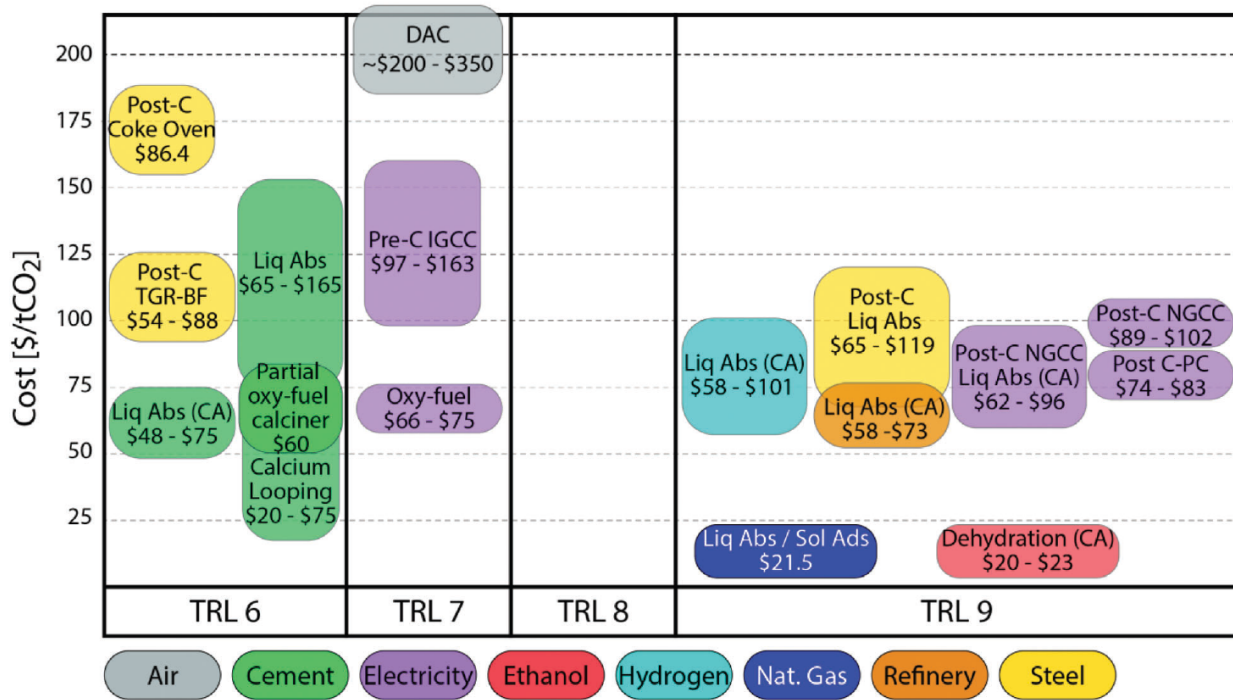 Cost [$/tCO₂]
200
175
150
125
100
75
50
25
Post-C
Coke Oven
$86.4
Post-C
TGR-BF
$54 - $88
Liq Abs (CA)
$48 - $75
Liq Abs
$65 - $165
Partial
oxy-fuel
calciner
$60
Calcium
Looping
$20 - $75
DAC
~$200 - $350
Pre-C IGCC
$97 - $163
Oxy-fuel
$66 - $75
Liq Abs (CA)
$58 - $101
Post-C
Liq Abs
$65 - $119
Liq Abs (CA)
$58 -$73
Post-C NGCC
Liq Abs (CA)
$62 - $96
Post-C NGCC
$89 - $102
Post C-PC
$74 - $83
Liq Abs / Sol Ads
$21.5
Dehydration (CA)
$20 - $23
TRL 6
TRL 7
TRL 8
TRL 9
Air
Cement
Electricity
Ethanol
Hydrogen
Nat. Gas
Refinery
Steel